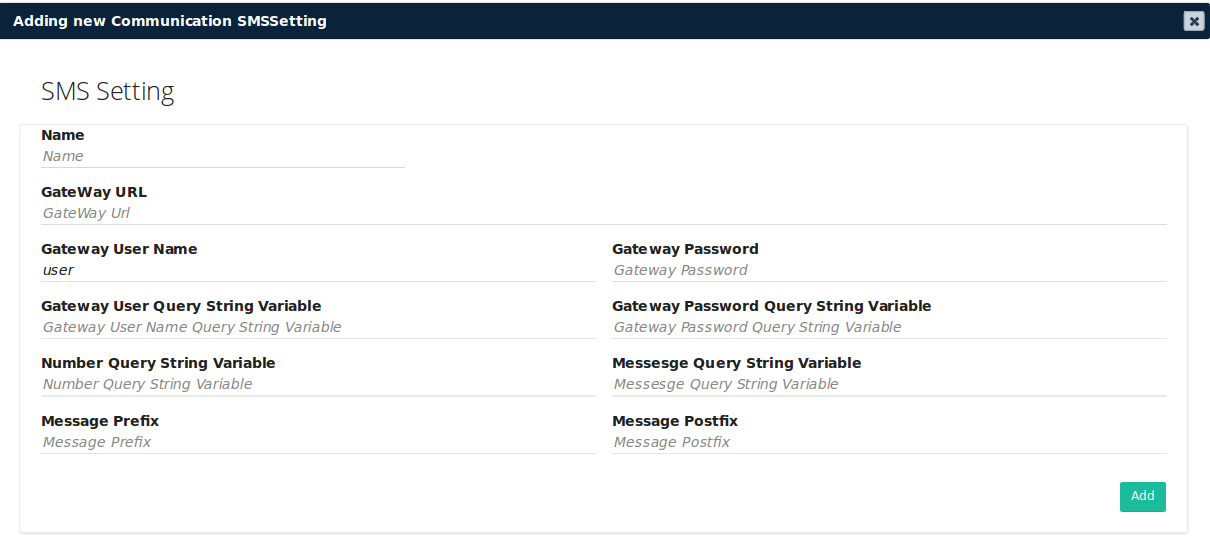 Adding new Communication SMSSetting
SMS Setting
Name
Name
GateWay URL
GateWay Url
Gateway User Name
user
Gateway Password
Gateway Password
Gateway User Query String Variable
Gateway User Name Query String Variable
Gateway Password Query String Variable
Gateway Password Query String Variable
Number Query String Variable
Number Query String Variable
Messesge Query String Variable
Messesge Query String Variable
Message Prefix
Message Prefix
Message Postfix
Message Postfix
Add